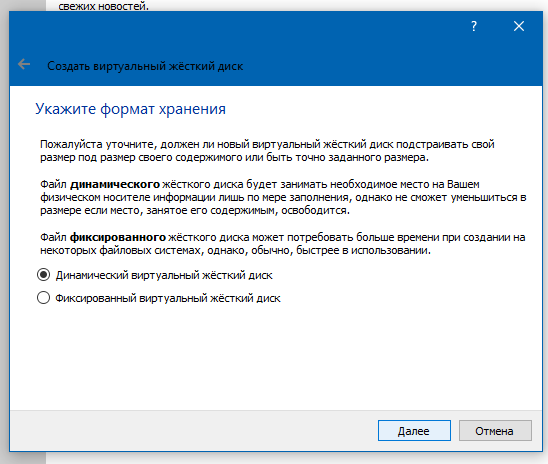 свежих новостей.
?
Создать виртуальный жёсткий диск
Укажите формат хранения
Пожалуйста уточните, должен ли новый виртуальный жёсткий диск подстраивать свой
размер под размер своего содержимого или быть точно заданного размера.
Файл динамического жёсткого диска будет занимать необходимое место на Вашем
физическом носителе информации лишь по мере заполнения, однако не сможет уменьшиться в
размере если место, занятое его содержимым, освободится.
Файл фиксированного жёсткого диска может потребовать больше времени при создании на
некоторых файловых системах, однако, обычно, быстрее в использовании.
Динамический виртуальный жёсткий диск
Фиксированный виртуальный жёсткий диск
Далее
Отмена